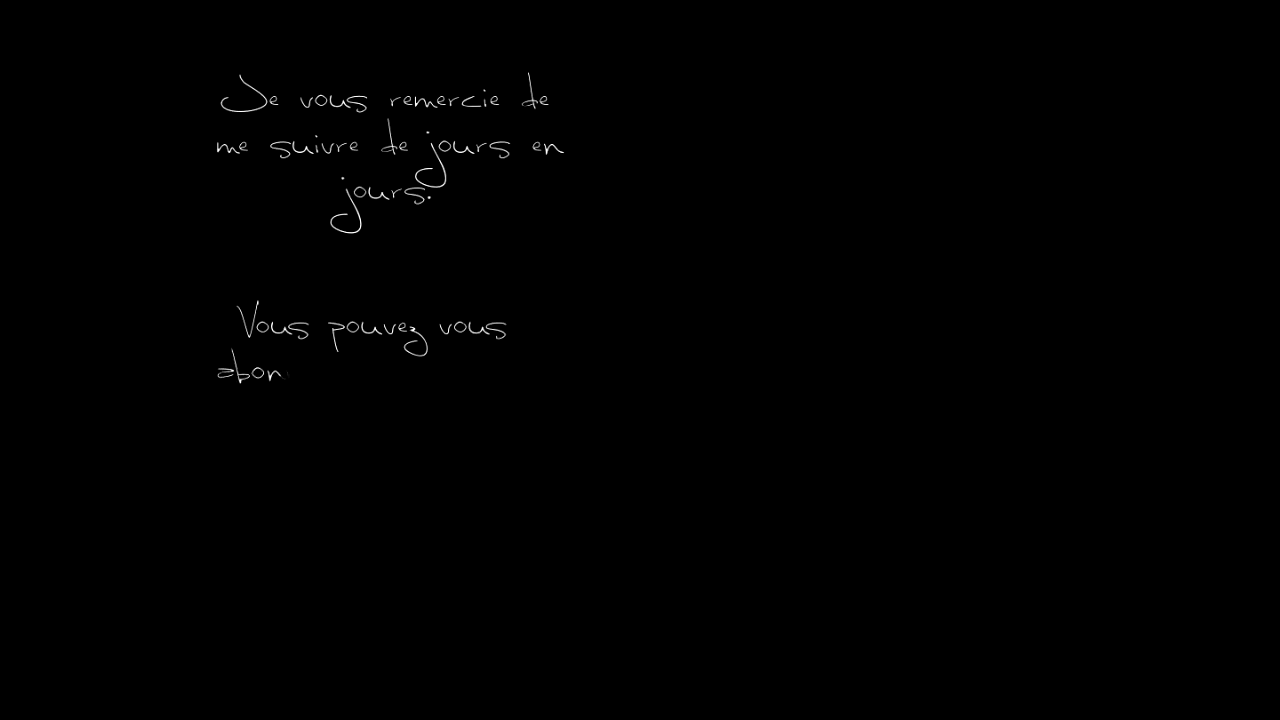 Je vous remercie de
me suivre de jours en
jours.
Vous pouvez vous
abon